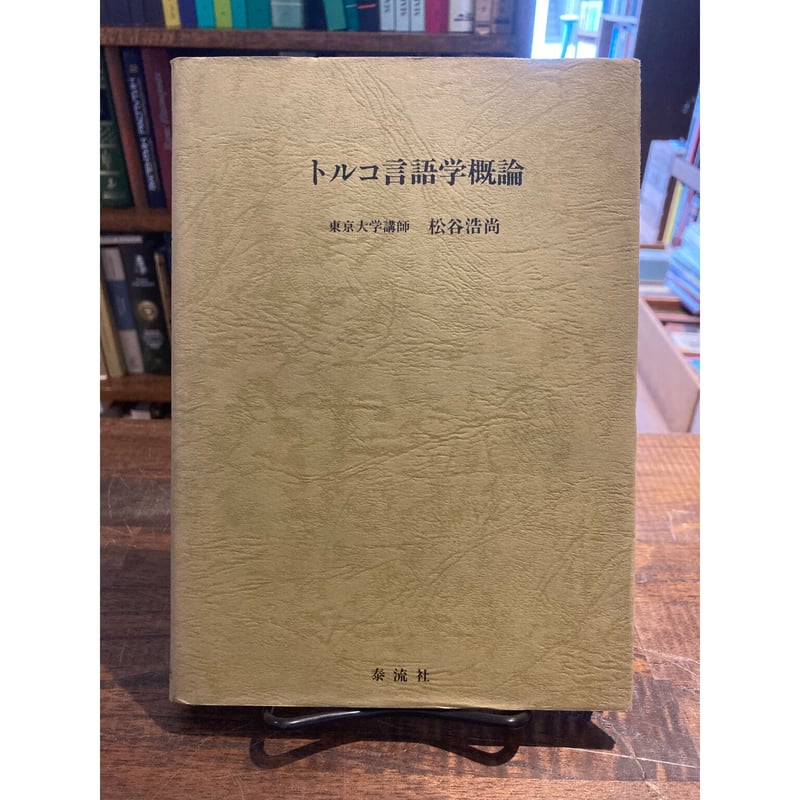 トルコ言語学概論
東京大学講師 松谷浩尚
泰流社